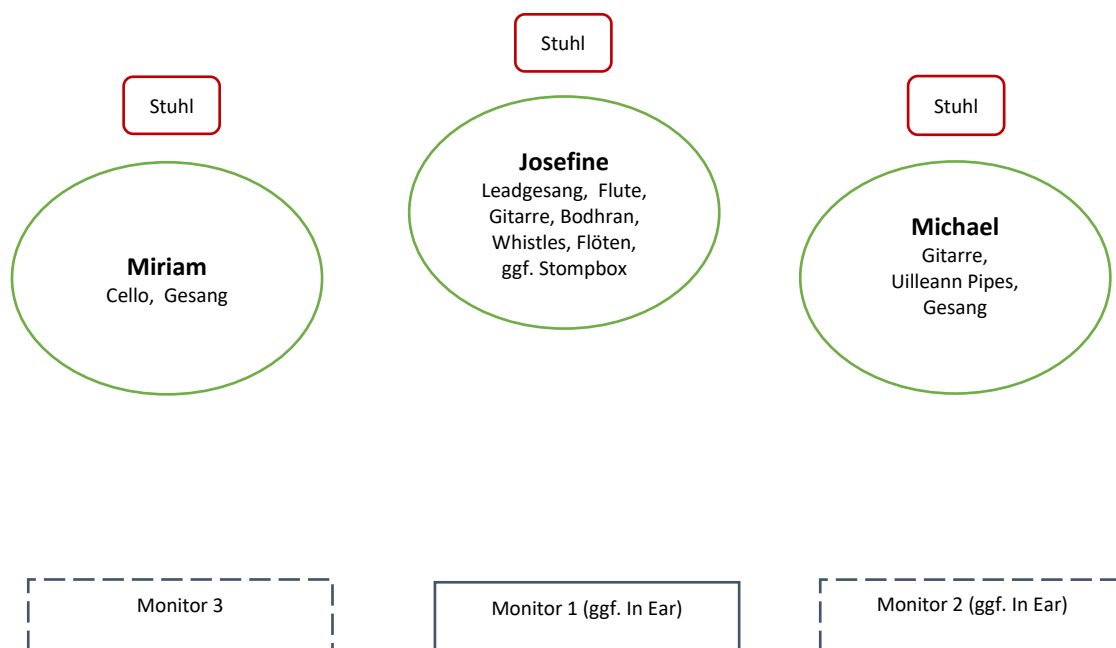 Stuhl
Stuhl
Stuhl
Josefine
Leadgesang, Flute,
Gitarre, Bodhran,
Whistles, Flöten,
ggf. Stompbox
Miriam
Cello, Gesang
Michael
Gitarre,
Uilleann Pipes,
Gesang
Monitor 3
Monitor 1 (ggf. In Ear)
Monitor 2 (ggf. In Ear)